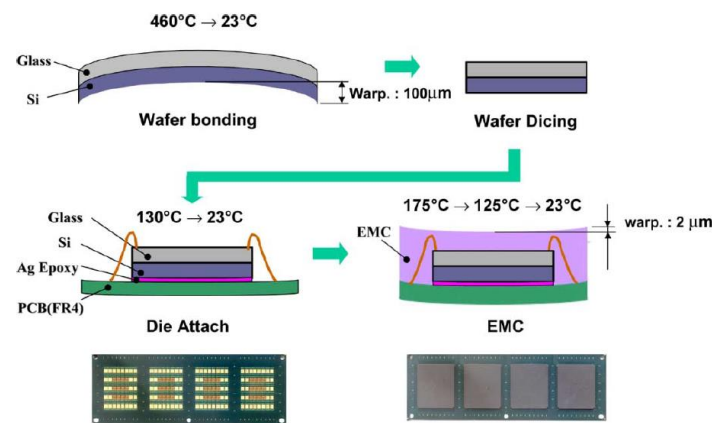 460°C → 23°C
Glass
Si
Warp. : 100μm
Wafer bonding
Wafer Dicing
130°C → 23°C
Glass
Si
Ag Epoxy
PCB(FR4)
Die Attach
175°C → 125°C → 23°C
EMC
warp. : 2 μm
EMC